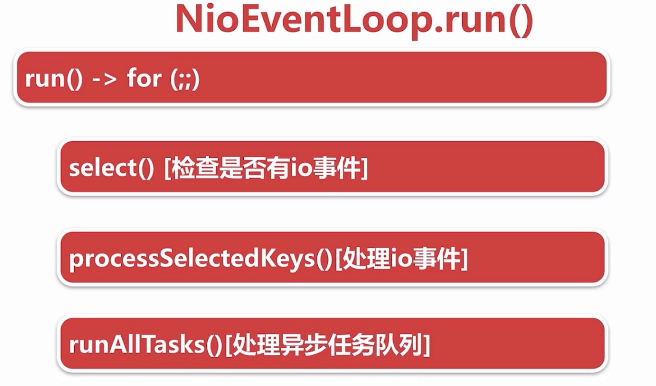 NioEventLoop.run()
run() -> for (;;)
select() [检查是否有io事件]
processSelectedKeys()[处理io事件]
runAllTasks()[处理异步任务队列]